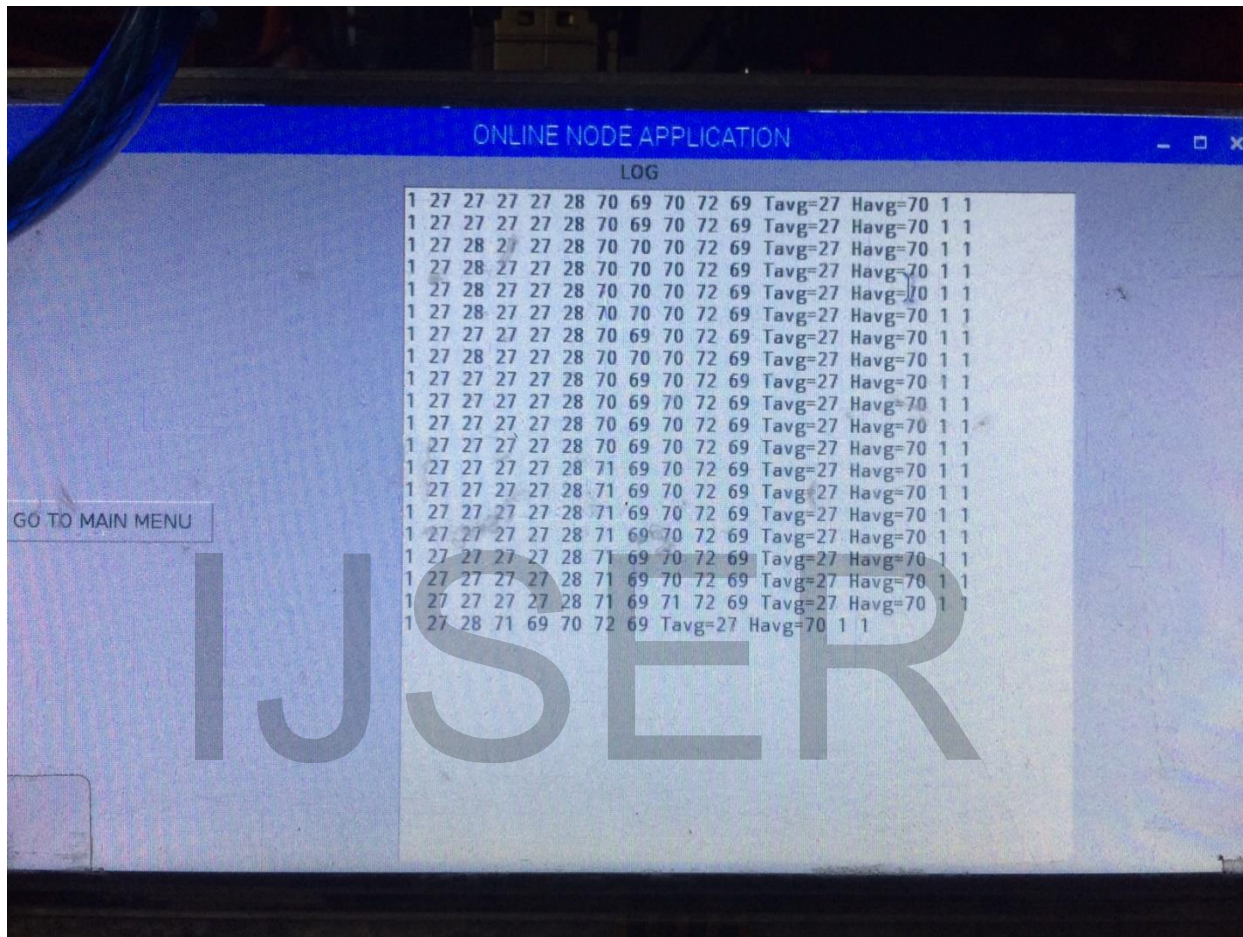 ONLINE NODE APPLICATION
LOG
1 27 27 27 27 28 70 69 70 72 69 Tavg=27 Havg=70 1 1
1 27 27 27 27 28 70 69 70 72 69 Tavg=27 Havg=70 1 1
1 27 28 27 27 28 70 70 70 72 69 Tavg=27 Havg=70 1 1
1 27 28 27 27 28 70 70 70 72 69 Tavg=27 Havg=70 1 1
1 27 28 27 27 28 70 70 70 72 69 Tavg=27 Havg=70 1 1
1 27 28 27 27 28 70 70 70 72 69 Tavg=27 Havg=70 1 1
1 27 27 27 27 28 70 69 70 72 69 Tavg=27 Havg=70 1 1
1 27 28 27 27 28 70 70 70 72 69 Tavg=27 Havg=70 1 1
1 27 27 27 27 28 70 69 70 72 69 Tavg=27 Havg=70 1 1
1 27 27 27 27 28 70 69 70 72 69 Tavg=27 Havg=70 1 1
1 27 27 27 27 28 70 69 70 72 69 Tavg=27 Havg=70 1 1
1 27 27 27 27 28 70 69 70 72 69 Tavg=27 Havg=70 1 1
1 27 27 27 27 28 71 69 70 72 69 Tavg=27 Havg=70 1 1
1 27 27 27 27 28 71 69 70 72 69 Tavg=27 Havg=70 1 1
1 27 27 27 27 28 71 69 70 72 69 Tavg=27 Havg=70 1 1
1 27 27 27 27 28 71 69 70 72 69 Tavg=27 Havg=70 1 1
1 27 27 27 27 28 71 69 70 72 69 Tavg=27 Havg=70 1 1
1 27 27 27 27 28 71 69 70 72 69 Tavg=27 Havg=70 1 1
1 27 27 27 27 28 71 69 71 72 69 Tavg=27 Havg=70 1 1
1 27 28 71 69 70 72 69 Tavg=27 Havg=70 1 1
GO TO MAIN MENU
IJSER